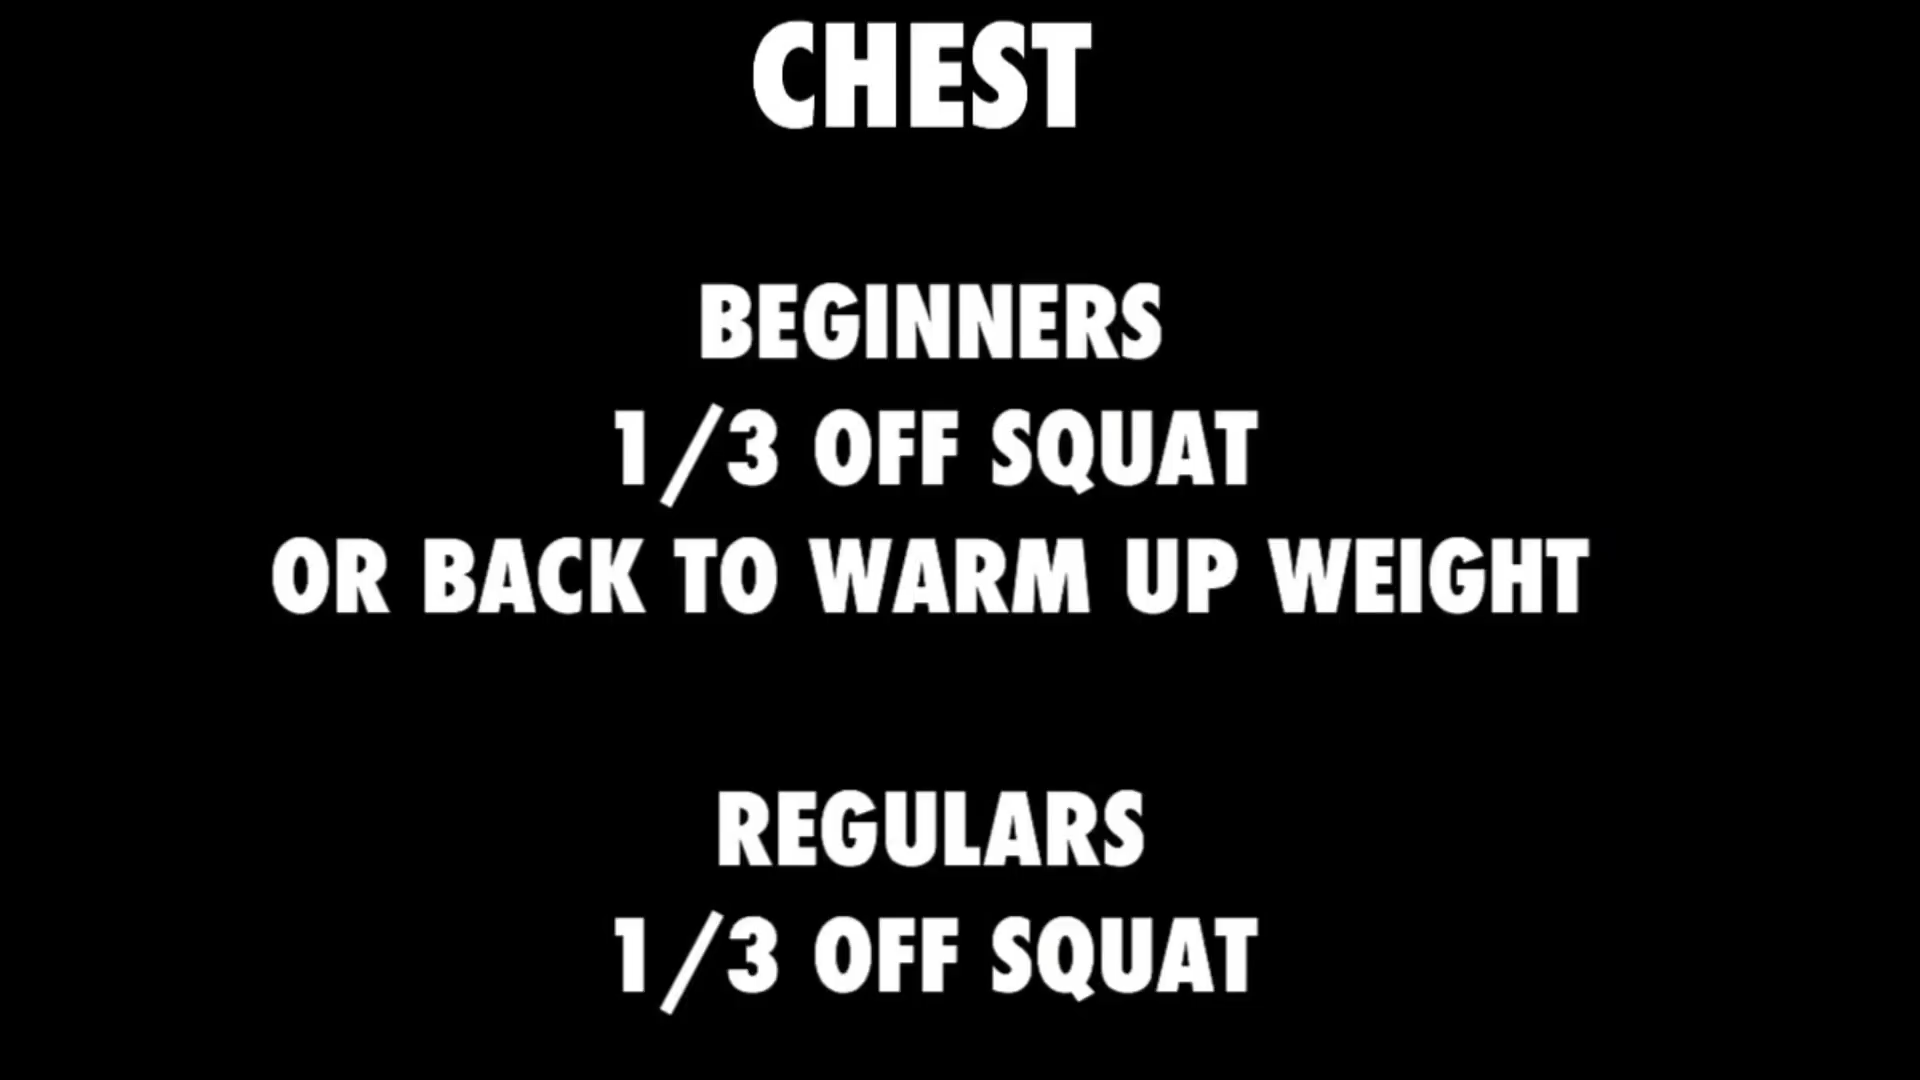 CHEST
BEGINNERS
1/3 OFF SQUAT
OR BACK TO WARM UP WEIGHT
REGULARS
1/3 OFF SQUAT